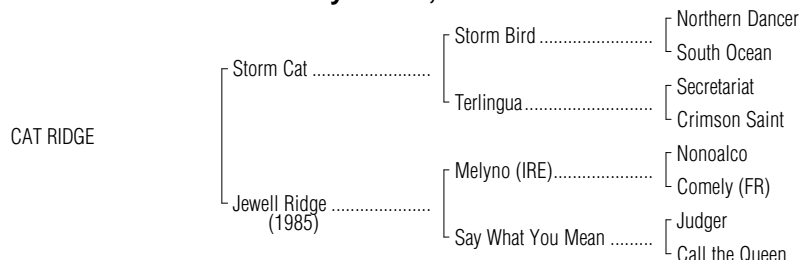 Northern Dancer
Storm Bird ........................
South Ocean
Storm Cat ........................
Secretariat
Terlingua ........................
Crimson Saint
CAT RIDGE
Nonoalco
Melyno (IRE) ....................
Comely (FR)
Jewell Ridge ....................
(1985)
Judger
Say What You Mean .........
Call the Queen